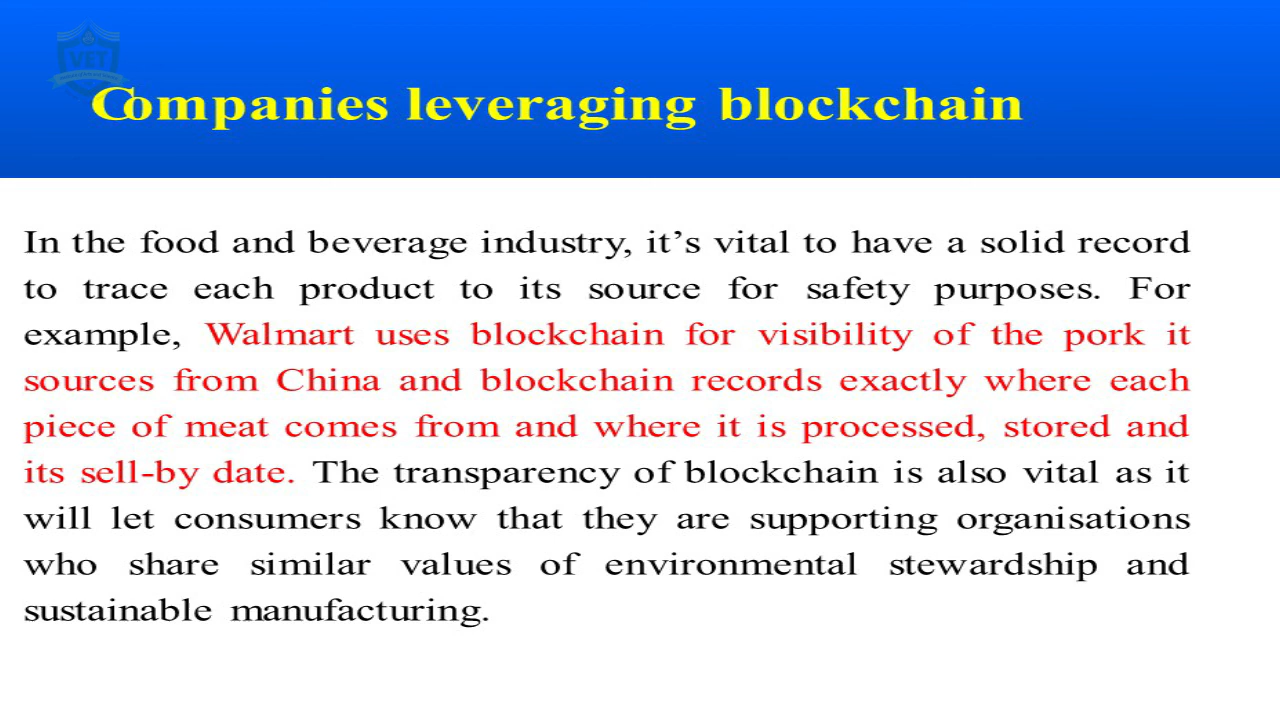 VET
Companies leveraging blockchain
In the food and beverage industry, it’s vital to have a solid record
to trace each product to its source for safety purposes. For
example, Walmart uses blockchain for visibility of the pork it
sources from China and blockchain records exactly where each
piece of meat comes from and where it is processed, stored and
its sell-by date. The transparency of blockchain is also vital as it
will let consumers know that they are supporting organisations
who share similar values of environmental stewardship and
sustainable manufacturing.